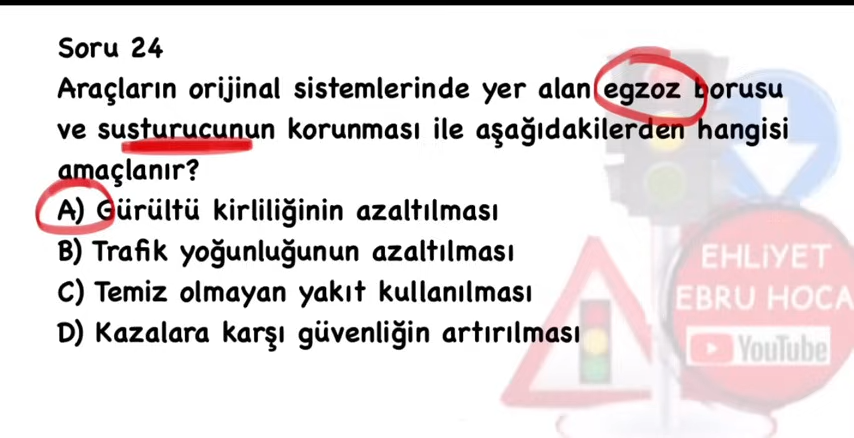 Soru 24
Araçların orijinal sistemlerinde yer alan egzoz borusu
ve susturucunun korunması ile aşağıdakilerden hangisi
amaçlanır?
A) Gürültü kirliliğinin azaltılması
B) Trafik yoğunluğunun azaltılması
C) Temiz olmayan yakıt kullanılması
D) Kazalara karşı güvenliğin artırılması
EHLİYET
EBRU HOCA
YouTube